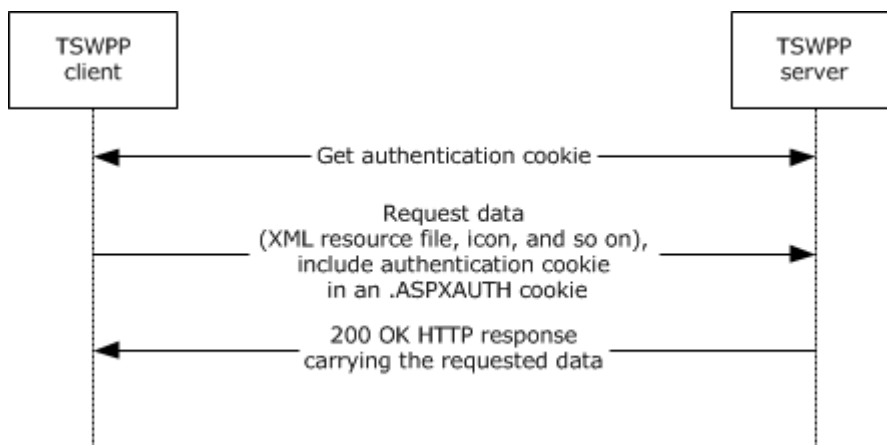 TSWPP
client
TSWPP
server
Get authentication cookie
Request data
(XML resource file, icon, and so on),
include authentication cookie
in an .ASPXAUTH cookie
200 OK HTTP response
carrying the requested data